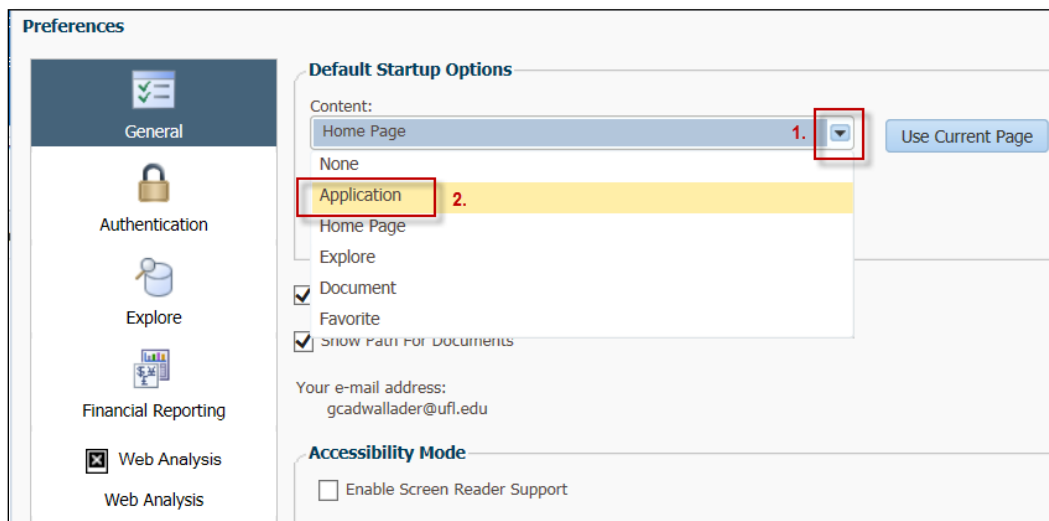 Preferences
General
Authentication
Explore
Financial Reporting
Web Analysis
Web Analysis
Default Startup Options
Content:
Home Page 1.
Use Current Page
None
Application 2.
Home Page
Explore
Document
Favorite
Show Path For Documents
Your e-mail address:
gcadwallader@ufl.edu
Accessibility Mode
Enable Screen Reader Support